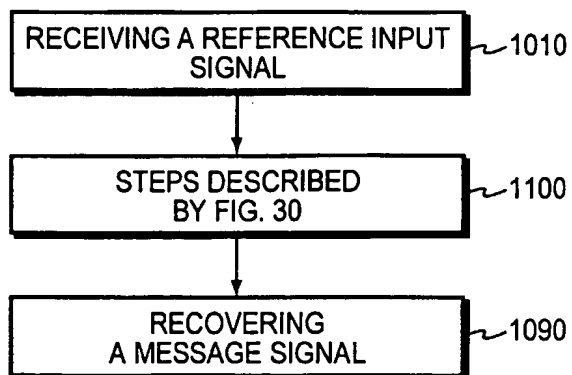 RECEIVING A REFERENCE INPUT
SIGNAL
1010
STEPS DESCRIBED
BY FIG. 30
1100
RECOVERING
A MESSAGE SIGNAL
1090